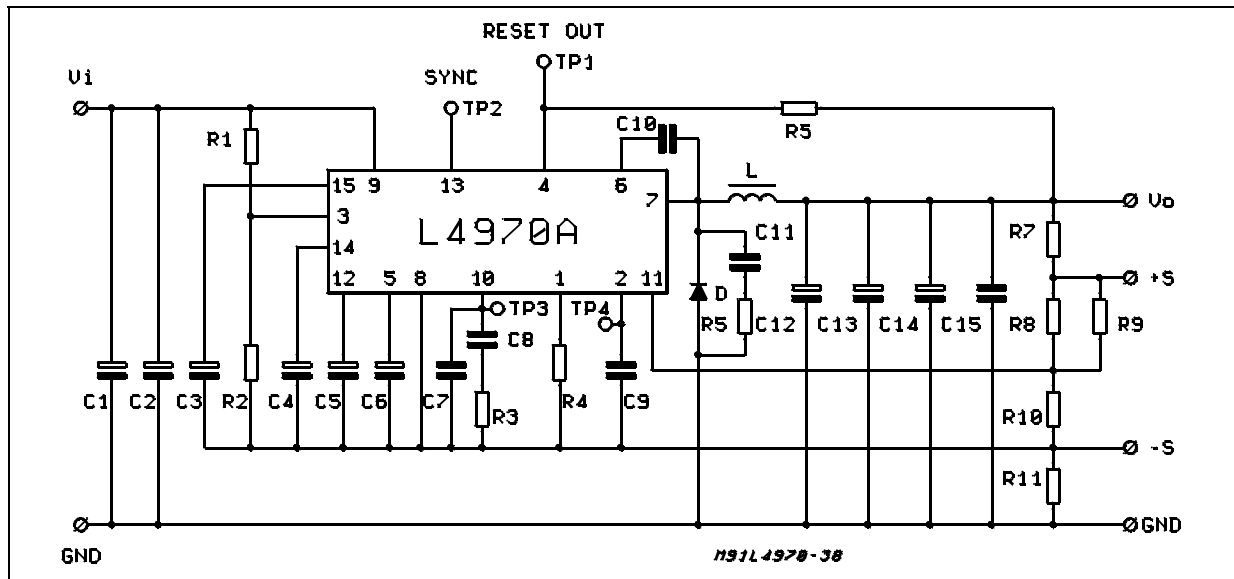 RESET OUT
TP1
Vi
SYNC
TP2
C10
R5
R1
15 9 13 4 6
7
L
Vo
3
L4970A
C11
R7
14
+S
12 5 8 10 1 2 11
D
TP3
TP4
R5
C12 C13 C14 C15
R8
R9
C8
C1 C2 C3 R2 C4 C5 C6 C7 R3 R4 C9
R10
-S
R11
GND
GND
M91L4970-38